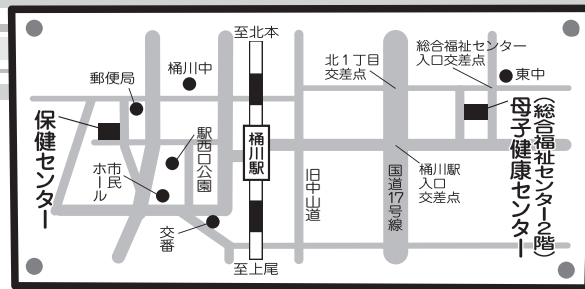 至北本
郵便局
桶川中
北１丁目
交差点
総合福祉センター
入口交差点
東中
保健センター
駅西口公園
市民
ホール
桶川駅
旧中山道
国道17号線
桶川駅
入口
交差点
母子健康センター
（総合福祉センター2階）
交番
至上尾